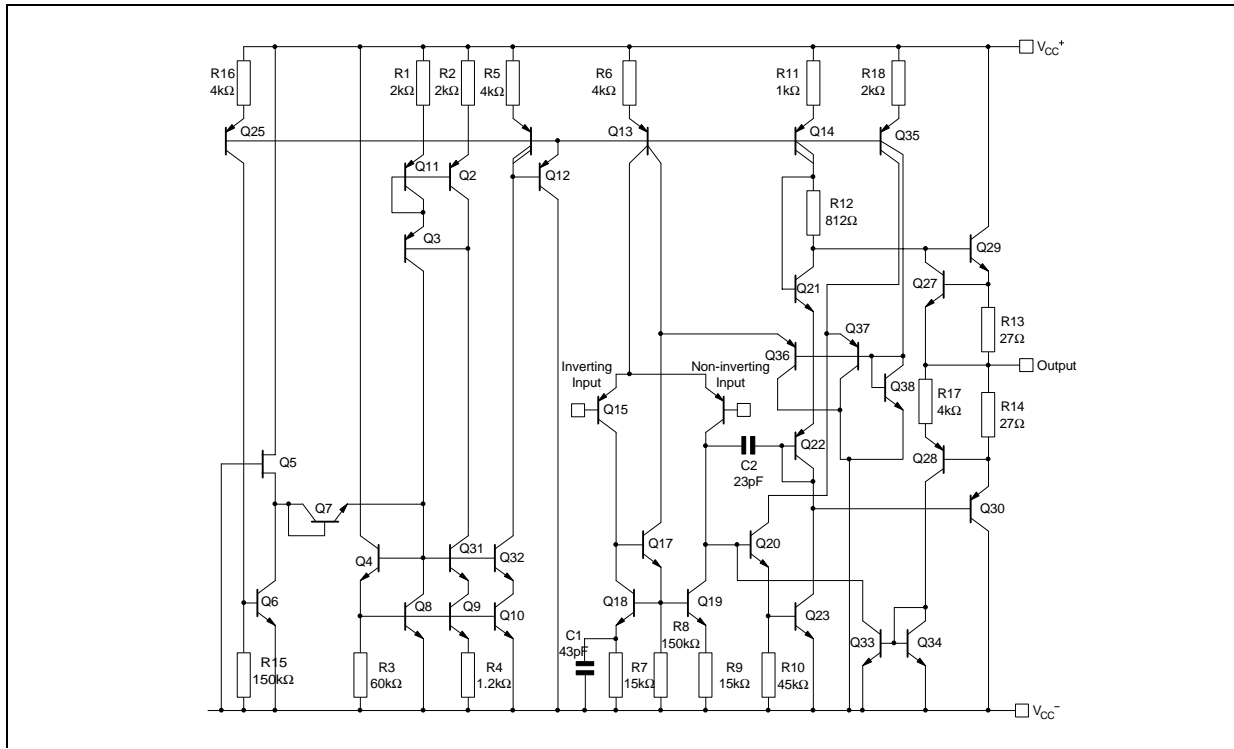 VCC+
R16
4kΩ
R1
2kΩ
R2
2kΩ
R5
4kΩ
R6
4kΩ
R11
1kΩ
R18
2kΩ
Q25
Q13
Q14
Q35
Q11
Q2
Q12
R12
812Ω
Q3
Q29
Q27
Q21
R13
27Ω
Q37
Q36
Output
Inverting
Input
Non-inverting
Input
Q38
R17
4kΩ
R14
27Ω
Q15
Q22
Q5
C2
23pF
Q28
Q7
Q30
Q4
Q31
Q32
Q17
Q20
Q6
Q8
Q9
Q10
Q18
Q19
Q23
C1
43pF
R8
150kΩ
Q33
Q34
R15
150kΩ
R3
60kΩ
R4
1.2kΩ
R7
15kΩ
R9
15kΩ
R10
45kΩ
VCC−